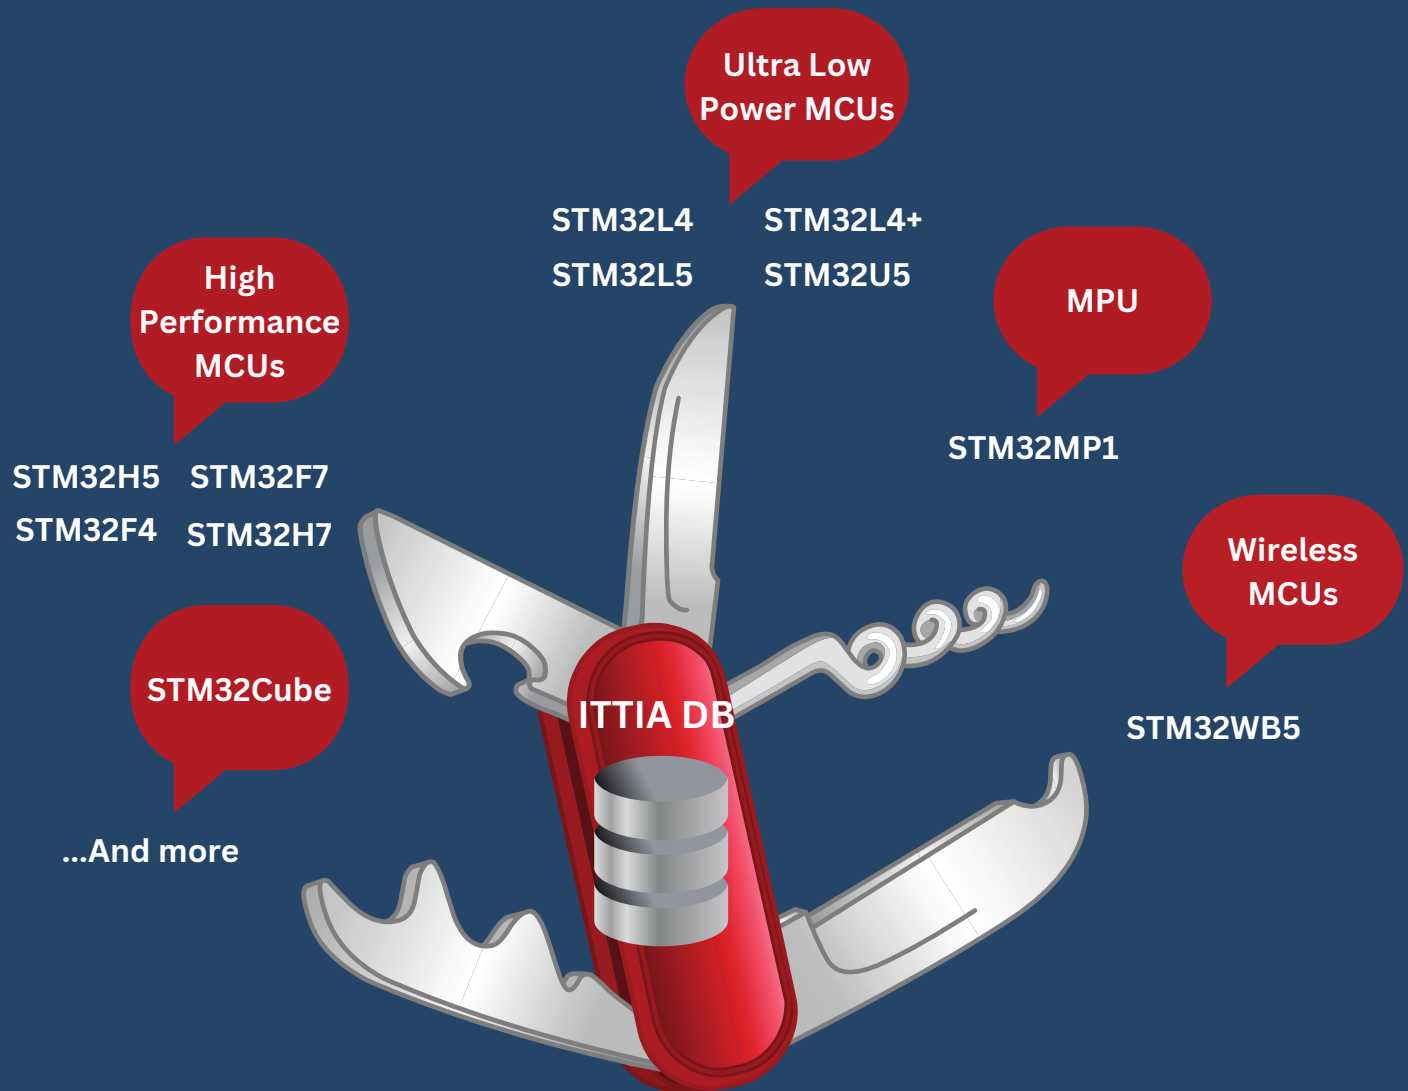 Ultra Low
Power MCUs
STM32L4 STM32L4+
STM32L5 STM32U5
High
Performance
MCUs
STM32H5 STM32F7
STM32F4 STM32H7
MPU
STM32MP1
Wireless
MCUs
STM32WB5
STM32Cube
...And more
ITTIA DB